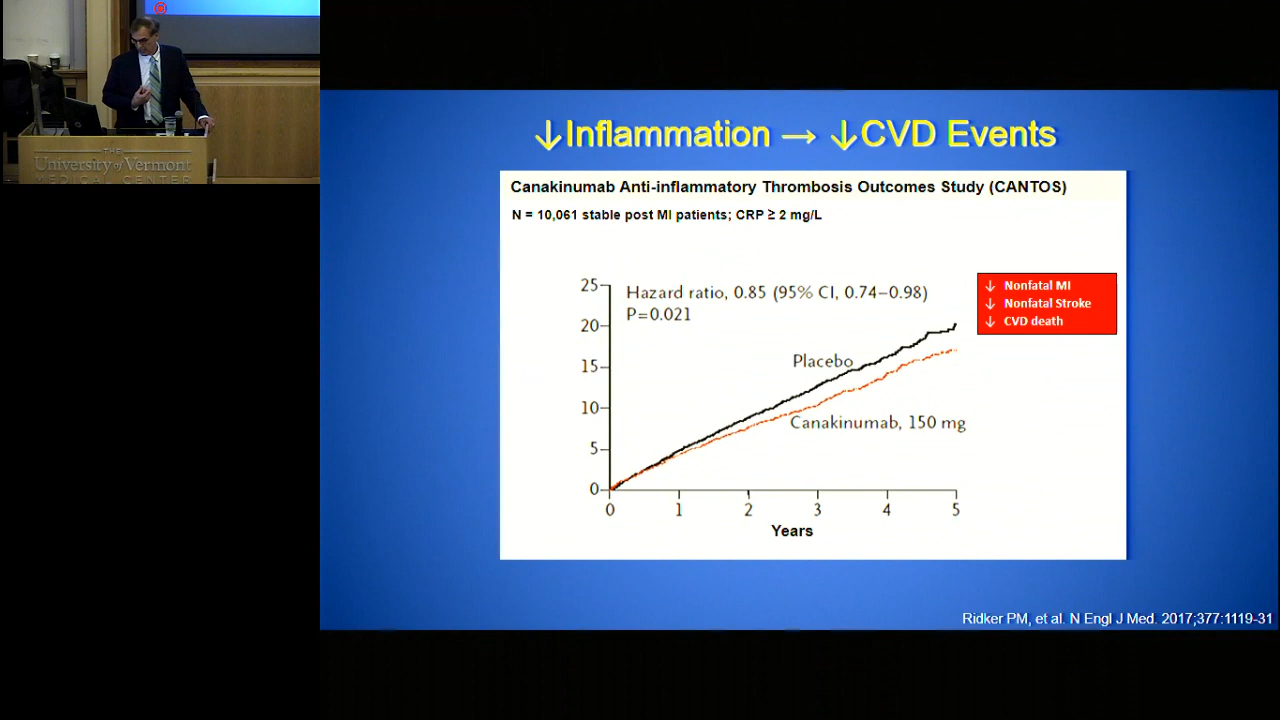 THE
University of Vermont
MEDICAL CENTER
↓Inflammation → ↓CVD Events
Canakinumab Anti-inflammatory Thrombosis Outcomes Study (CANTOS)
N = 10,061 stable post MI patients; CRP ≥ 2 mg/L
25
20
15
10
5
0
Hazard ratio, 0.85 (95% CI, 0.74–0.98)
P=0.021
↓ Nonfatal MI
↓ Nonfatal Stroke
↓ CVD death
Placebo
Canakinumab, 150 mg
0 1 2 3 4 5
Years
Ridker PM, et al. N Engl J Med. 2017;377:1119-31